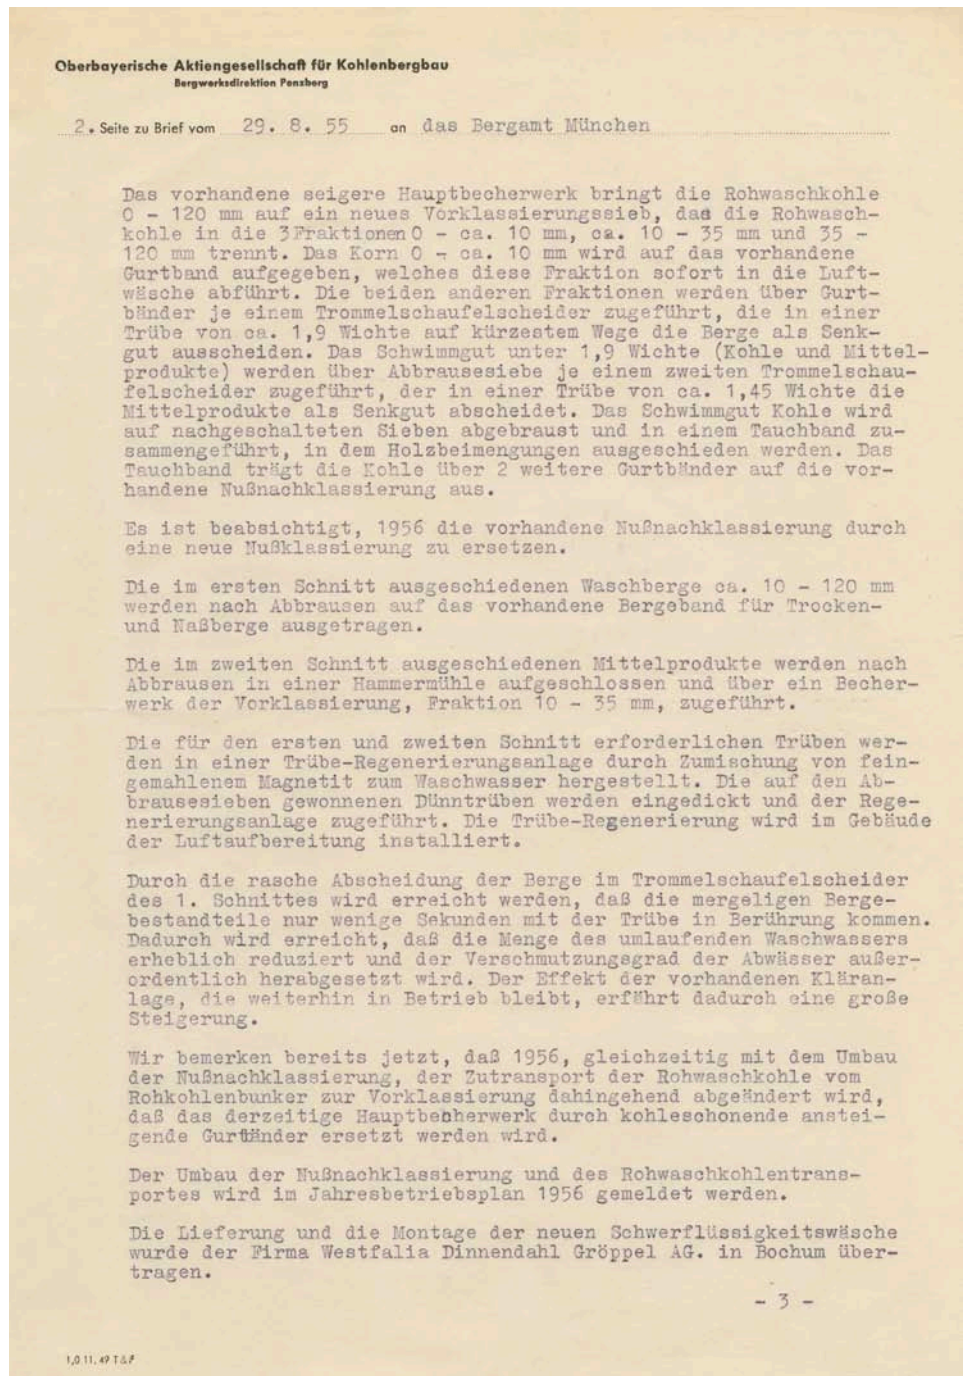 Oberbayerische Aktiengesellschaft für Kohlenbergbau
Bergwerksdirektion Penzberg
2. Seite zu Brief vom 29. 8. 55 an das Bergamt München
Das vorhandene seigere Hauptbecherwerk bringt die Rohwaschkohle
0 - 120 mm auf ein neues Vorklassierungssieb, das die Rohwasch-
kohle in die 3 Fraktionen 0 - ca. 10 mm, ca. 10 - 35 mm und 35 -
120 mm trennt. Das Korn 0 - ca. 10 mm wird auf das vorhandene
Gurtband aufgegeben, welches diese Fraktion sofort in die Luft-
wäsche abführt. Die beiden anderen Fraktionen werden über Gurt-
bänder je einem Trommelschaufelscheider zugeführt, die in einer
Trübe von ca. 1,9 Wichte auf kürzestem Wege die Berge als Senk-
gut ausscheiden. Das Schwimmgut unter 1,9 Wichte (Kohle und Mittel-
produkte) werden über Abbrausesiebe je einem zweiten Trommelschau-
felscheider zugeführt, der in einer Trübe von ca. 1,45 Wichte die
Mittelprodukte als Senkgut abscheidet. Das Schwimmgut Kohle wird
auf nachgeschalteten Sieben abgebraust und in einem Tauchband zu-
sammengeführt, in dem Holzbeimengungen ausgeschieden werden. Das
Tauchband trägt die Kohle über 2 weitere Gurtbänder auf die vor-
handene Nußnachklassierung aus.
Es ist beabsichtigt, 1956 die vorhandene Nußnachklassierung durch
eine neue Nußklassierung zu ersetzen.
Die im ersten Schnitt ausgeschiedenen Waschberge ca. 10 - 120 mm
werden nach Abbrausen auf das vorhandene Bergeband für Trocken-
und Naßberge ausgetragen.
Die im zweiten Schnitt ausgeschiedenen Mittelprodukte werden nach
Abbrausen in einer Hammermühle aufgeschlossen und über ein Becher-
werk der Vorklassierung, Fraktion 10 - 35 mm, zugeführt.
Die für den ersten und zweiten Schnitt erforderlichen Trüben wer-
den in einer Trübe-Regenerierungsanlage durch Zumischung von fein-
gemahlenem Magnetit zum Waschwasser hergestellt. Die auf den Ab-
brausesieben gewonnenen Dünntrüben werden eingedickt und der Rege-
nerierungsanlage zugeführt. Die Trübe-Regenerierung wird im Gebäude
der Luftaufbereitung installiert.
Durch die rasche Abscheidung der Berge im Trommelschaufelscheider
des 1. Schnittes wird erreicht werden, daß die mergeligen Berge-
bestandteile nur wenige Sekunden mit der Trübe in Berührung kommen.
Dadurch wird erreicht, daß die Menge des umlaufenden Waschwassers
erheblich reduziert und der Verschmutzungsgrad der Abwässer außer-
ordentlich herabgesetzt wird. Der Effekt der vorhandenen Kläran-
lage, die weiterhin in Betrieb bleibt, erfährt dadurch eine große
Steigerung.
Wir bemerken bereits jetzt, daß 1956, gleichzeitig mit dem Umbau
der Nußnachklassierung, der Zutransport der Rohwaschkohle vom
Rohkohlenbunker zur Vorklassierung dahingehend abgeändert wird,
daß das derzeitige Hauptbecherwerk durch kohleschonende anstei-
gende Gurtbänder ersetzt werden wird.
Der Umbau der Nußnachklassierung und des Rohwaschkohlentrans-
portes wird im Jahresbetriebsplan 1956 gemeldet werden.
Die Lieferung und die Montage der neuen Schwerflüssigkeitswäsche
wurde der Firma Westfalia Dinnendahl Gröppel AG. in Bochum über-
tragen.
- 3 -
1,0 11. 49 T & F